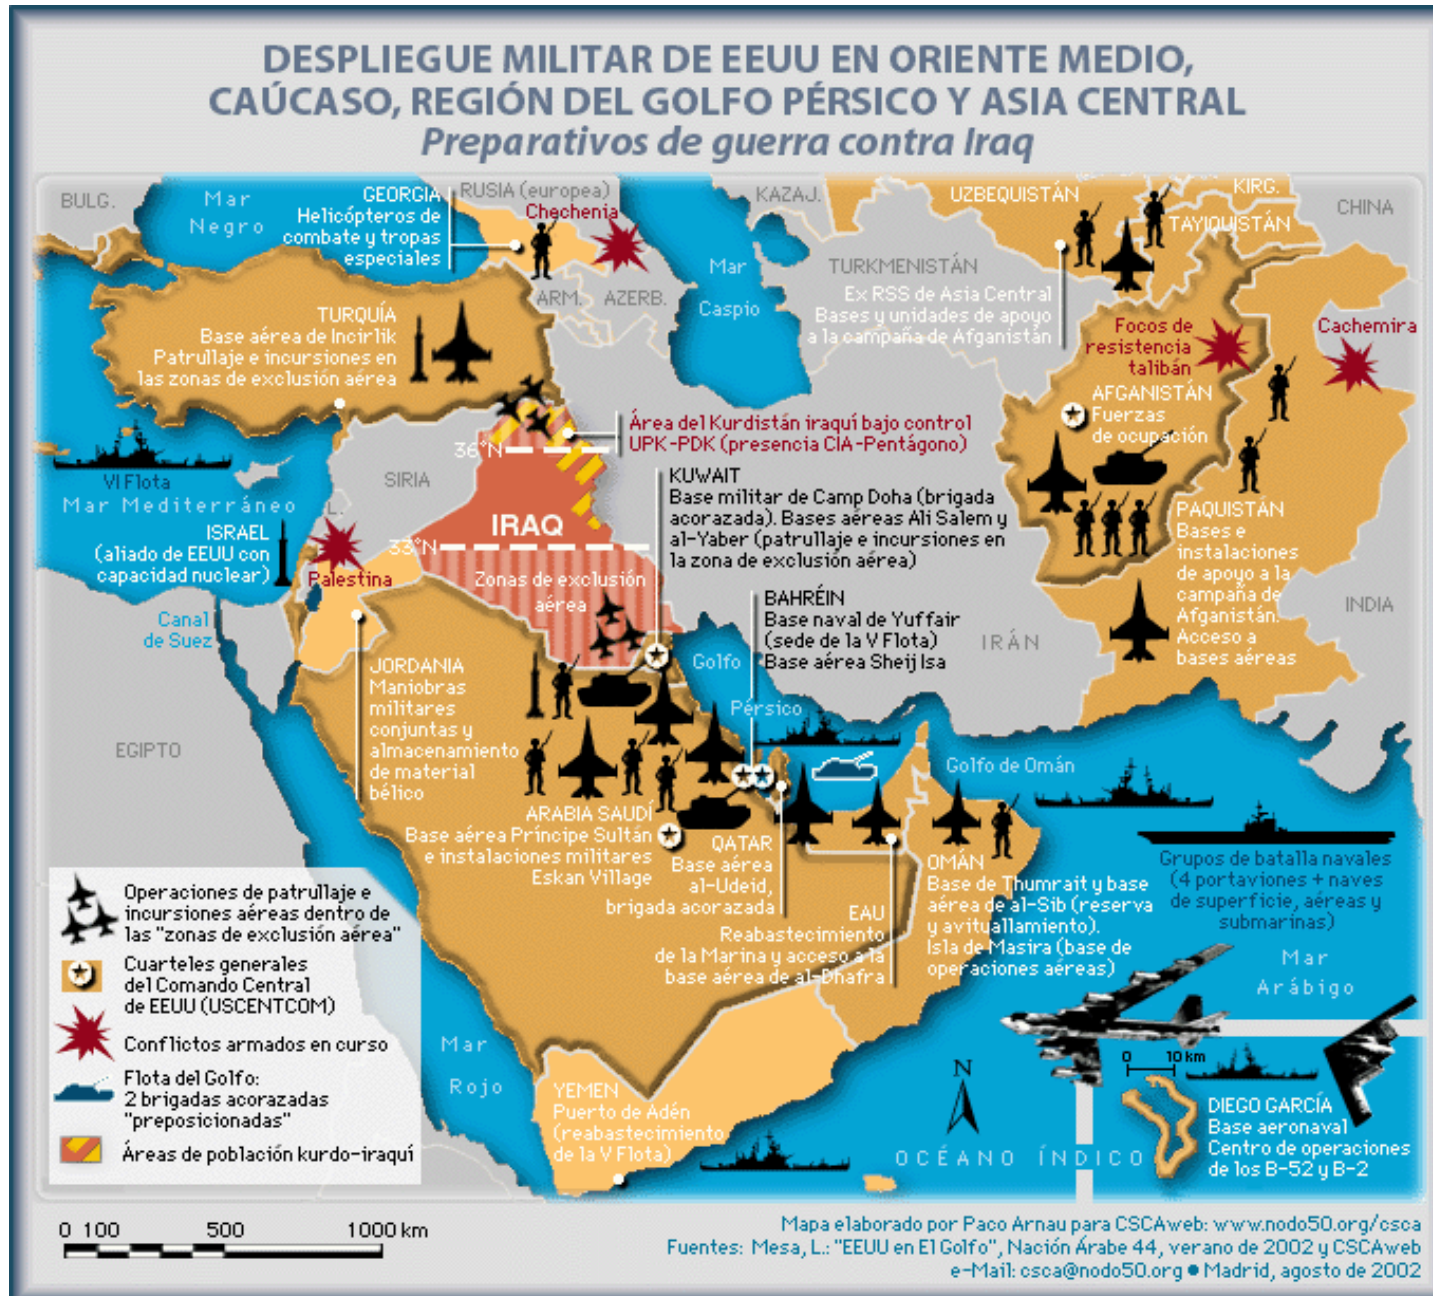 DESPLIEGUE MILITAR DE EEUU EN ORIENTE MEDIO,
CAÚCASO, REGIÓN DEL GOLFO PÉRSICO Y ASIA CENTRAL
Preparativos de guerra contra Iraq
BULG.
Mar
Negro
GEORGIA
Helicópteros de
combate y tropas
especiales
RUSIA (europea)
Chechenia
KAZAJ.
UZBEQUISTÁN
KIRG.
TAYIQUISTÁN
CHINA
ARM.
AZERB.
Mar
Caspio
TURKMENISTÁN
Ex RSS de Asia Central
Bases y unidades de apoyo
a la campaña de Afganistán
TURQUÍA
Base aérea de Incirlik
Patrullaje e incursiones en
las zonas de exclusión aérea
Focos de
resistencia
talibán
Cachemira
AFGANISTÁN
Fuerzas
de ocupación
Área del Kurdistán iraquí bajo control
UPK-PDK (presencia CIA-Pentágono)
36°N
SIRIA
VI Flota
Mar Mediterráneo
L.
IRAQ
33°N
ISRAEL
(aliado de EEUU con
capacidad nuclear)
Palestina
Zonas de exclusión
aérea
KUWAIT
Base militar de Camp Doha (brigada
acorazada). Bases aéreas Ali Salem y
al-Yaber (patrullaje e incursiones en
la zona de exclusión aérea)
PAQUISTÁN
Bases e
instalaciones
de apoyo a la
campaña de
Afganistán.
Acceso a
bases aéreas
BAHRÉIN
Base naval de Yuffair
(sede de la V Flota)
Base aérea Sheij Isa
INDIA
IRÁN
Canal
de Suez
Golfo
Pérsico
JORDANIA
Maniobras
militares
conjuntas y
almacenamiento
de material
bélico
EGIPTO
Golfo de Omán
ARABIA SAUDÍ
Base aérea Príncipe Sultán
e instalaciones militares
Eskan Village
QATAR
Base aérea
al-Udeid,
brigada acorazada
EAU
Reabastecimiento
de la Marina y acceso a la
base aérea de al-Dhafra
OMÁN
Base de Thumrait y base
aérea de al-Sib (reserva
y avituallamiento).
Isla de Masira (base de
operaciones aéreas)
Grupos de batalla navales
(4 portaviones + naves
de superficie, aéreas y
submarinas)
Mar
Arábigo
Operaciones de patrullaje e
incursiones aéreas dentro de
las "zonas de exclusión aérea"
Cuarteles generales
del Comando Central
de EEUU (USCENTCOM)
Conflictos armados en curso
Flota del Golfo:
2 brigadas acorazadas
"preposicionadas"
Áreas de población kurdo-iraquí
Mar
Rojo
YEMEN
Puerto de Adén
(reabastecimiento
de la V Flota)
N
OCÉANO ÍNDICO
0 10 km
DIEGO GARCÍA
Base aeronaval
Centro de operaciones
de los B-52 y B-2
0 100 500 1000 km
Mapa elaborado por Paco Arnau para CSCAweb: www.nodo50.org/csca
Fuentes: Mesa, L.: "EEUU en El Golfo", Nación Árabe 44, verano de 2002 y CSCAweb
e-Mail: csca@nodo50.org ● Madrid, agosto de 2002